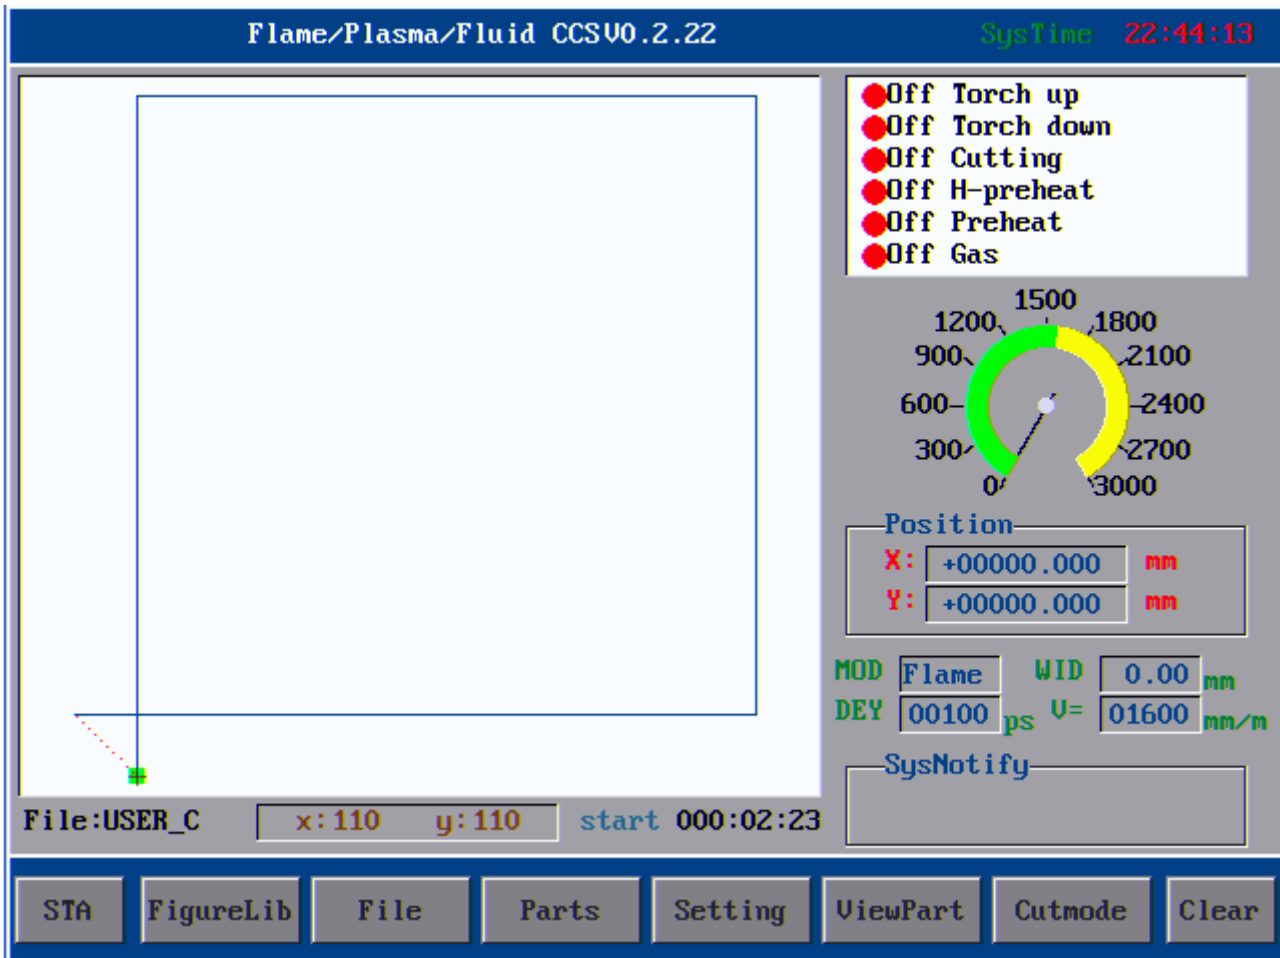 Flame/Plasma/Fluid CCSV0.2.22 SysTime 22:44:13
Off Torch up
Off Torch down
Off Cutting
Off H-preheat
Off Preheat
Off Gas
1500
1200 1800
900 2100
600 2400
300 2700
0 3000
Position
X: +00000.000 mm
Y: +00000.000 mm
MOD Flame WID 0.00 mm
DEY 00100 ps V= 01600 mm/m
SysNotify
File:USER_C x:110 y:110 start 000:02:23
STA FigureLib File Parts Setting ViewPart Cutmode Clear